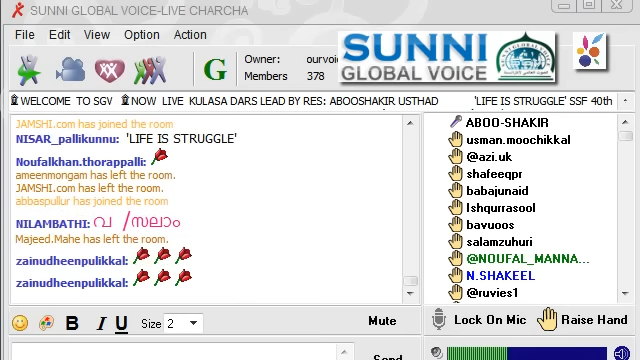 SUNNI GLOBAL VOICE-LIVE CHARCHA
File Edit View Option Action
G
Owner: ourvoi
Members 378
SUNNI
GLOBAL VOICE
WELCOME TO SGV NOW LIVE KULASA DARS LEAD BY RES: ABOOSHAKIR USTHAD 'LIFE IS STRUGGLE' SSF 40th
JAMSHI.com has joined the room
NISAR_pallikunnu: 'LIFE IS STRUGGLE'
Noufalkhan.thorappalli:
ameenmongam has left the room.
JAMSHI.com has left the room.
abbaspullur has joined the room
NILAMBATHI: വ /സലാം
Majeed.Mahe has left the room.
zainudheenpulikkal:
zainudheenpulikkal:
ABOO-SHAKIR
usman.moochikkal
@azi.uk
shafeeqpr
babajunaid
Ishqurrasool
bavuoos
salamzuhuri
@NOUFAL_MANNA...
N.SHAKEEL
@ruvies1
B I U Size 2 Mute
Lock On Mic Raise Hand
Send